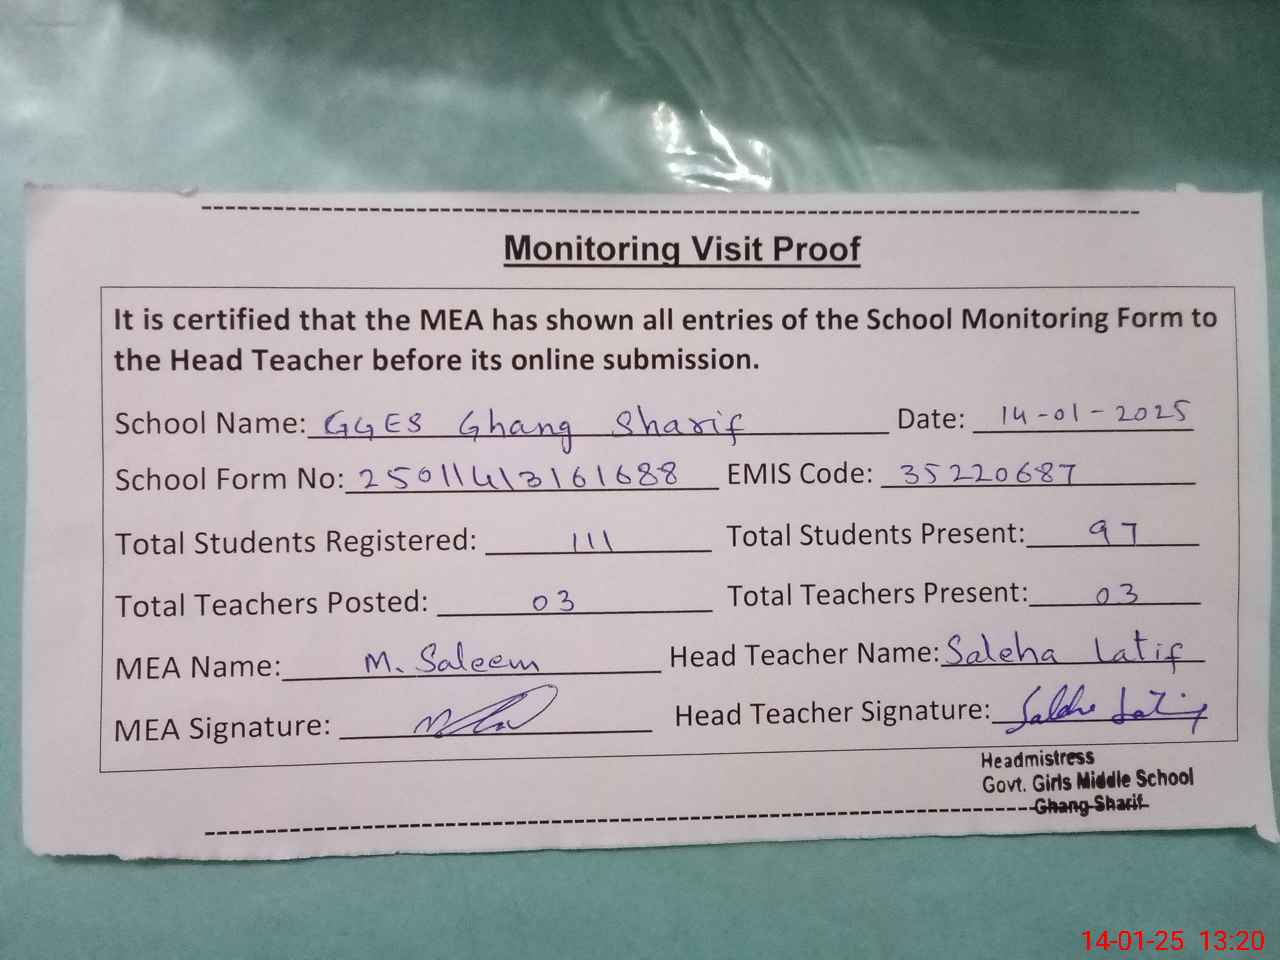 Monitoring Visit Proof
It is certified that the MEA has shown all entries of the School Monitoring Form to
the Head Teacher before its online submission.
School Name: GGES Ghang Sharif Date: 14-01-2025
School Form No: 25011413161688 EMIS Code: 35220687
Total Students Registered: 111 Total Students Present: 97
Total Teachers Posted: 03 Total Teachers Present: 03
MEA Name: M. Saleem Head Teacher Name: Saleha Latif
MEA Signature: Head Teacher Signature: Saleha Latif
Headmistress
Govt. Girls Middle School
Ghang Sharif
14-01-25 13:20